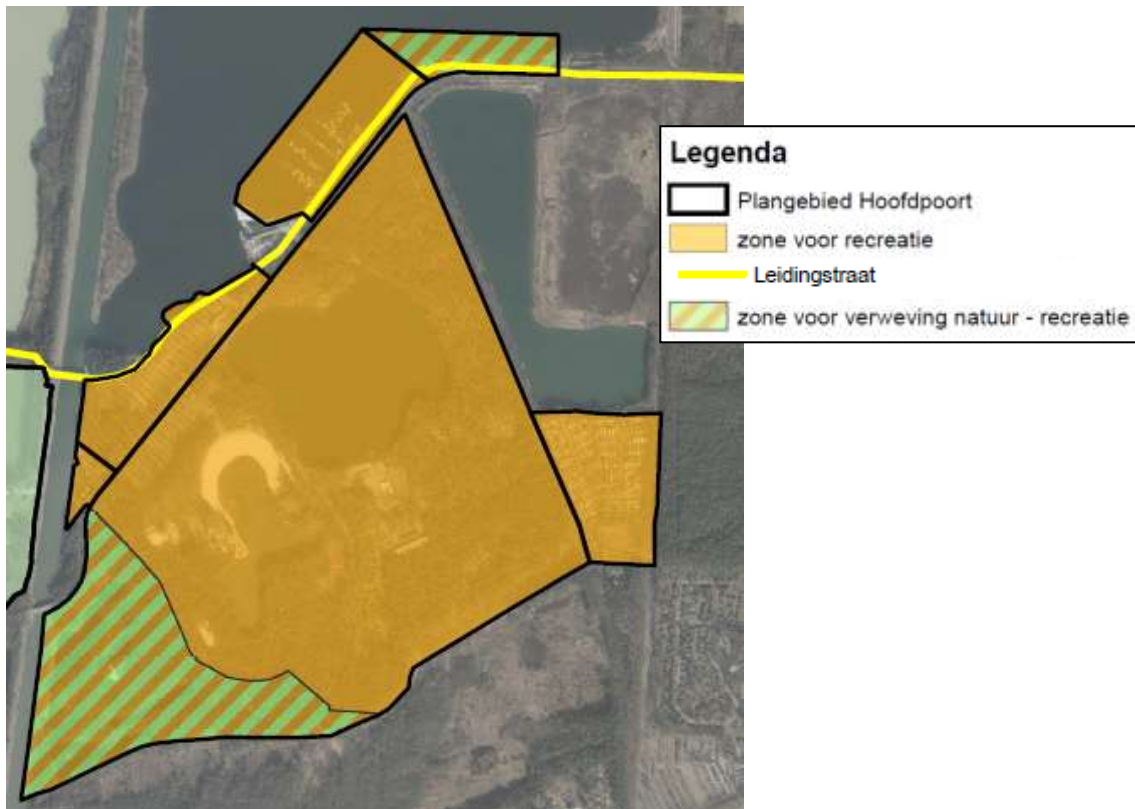 Legenda
Plangebied Hoofdpoort
zone voor recreatie
Leidingstraat
zone voor verweving natuur - recreatie